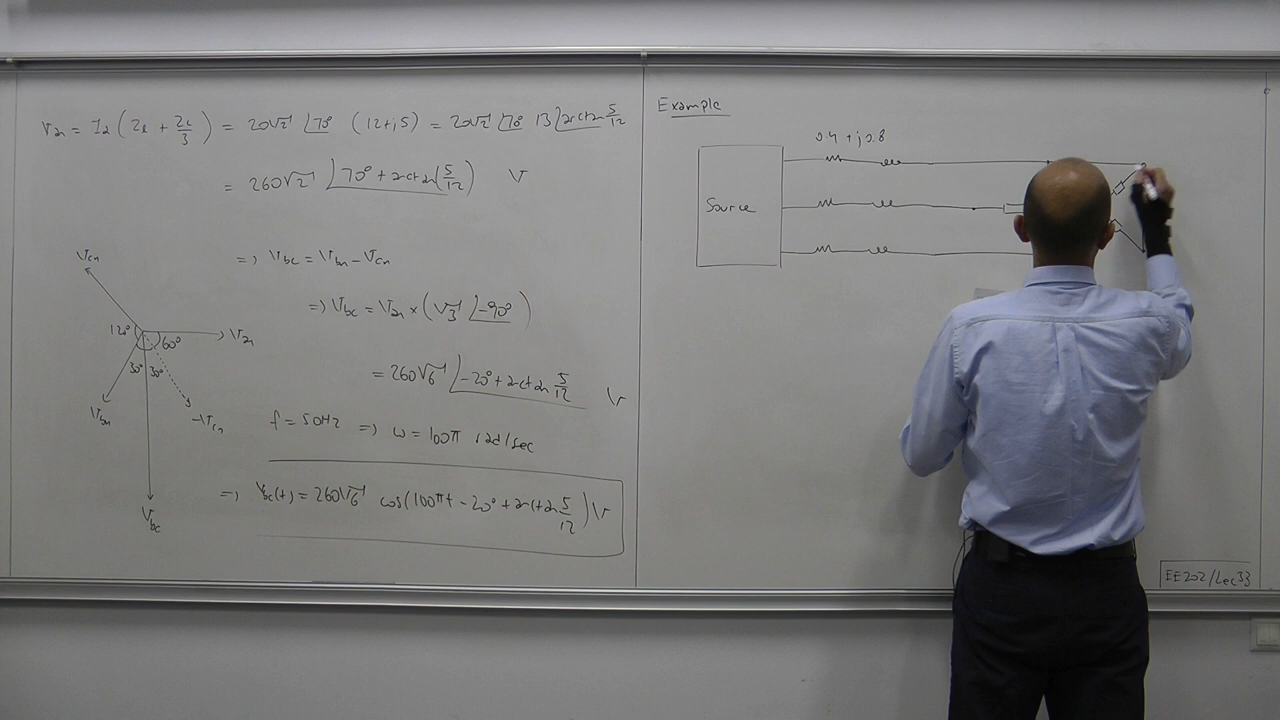 Van = Ia ( Zl + Zc/3 ) = 20√2 ∠70° (12+j5) = 20√2 ∠70° 13 ∠arctan 5/12
= 260√2 ∠70° + arctan(5/12) V
=> Vbc = Vbn - Vcn
=> Vbc = Van × (√3 ∠-90°)
= 260√6 ∠-20° + arctan 5/12 V
f = 50Hz => ω = 100π rad/sec
=> Vbc(t) = 260√6 cos(100πt - 20° + arctan 5/12) V
Vcn
120°
60°
Van
30°
30°
Vbn
-Vcn
Vbc
Example
0.4 + j0.8
Source
EE202/Lec33